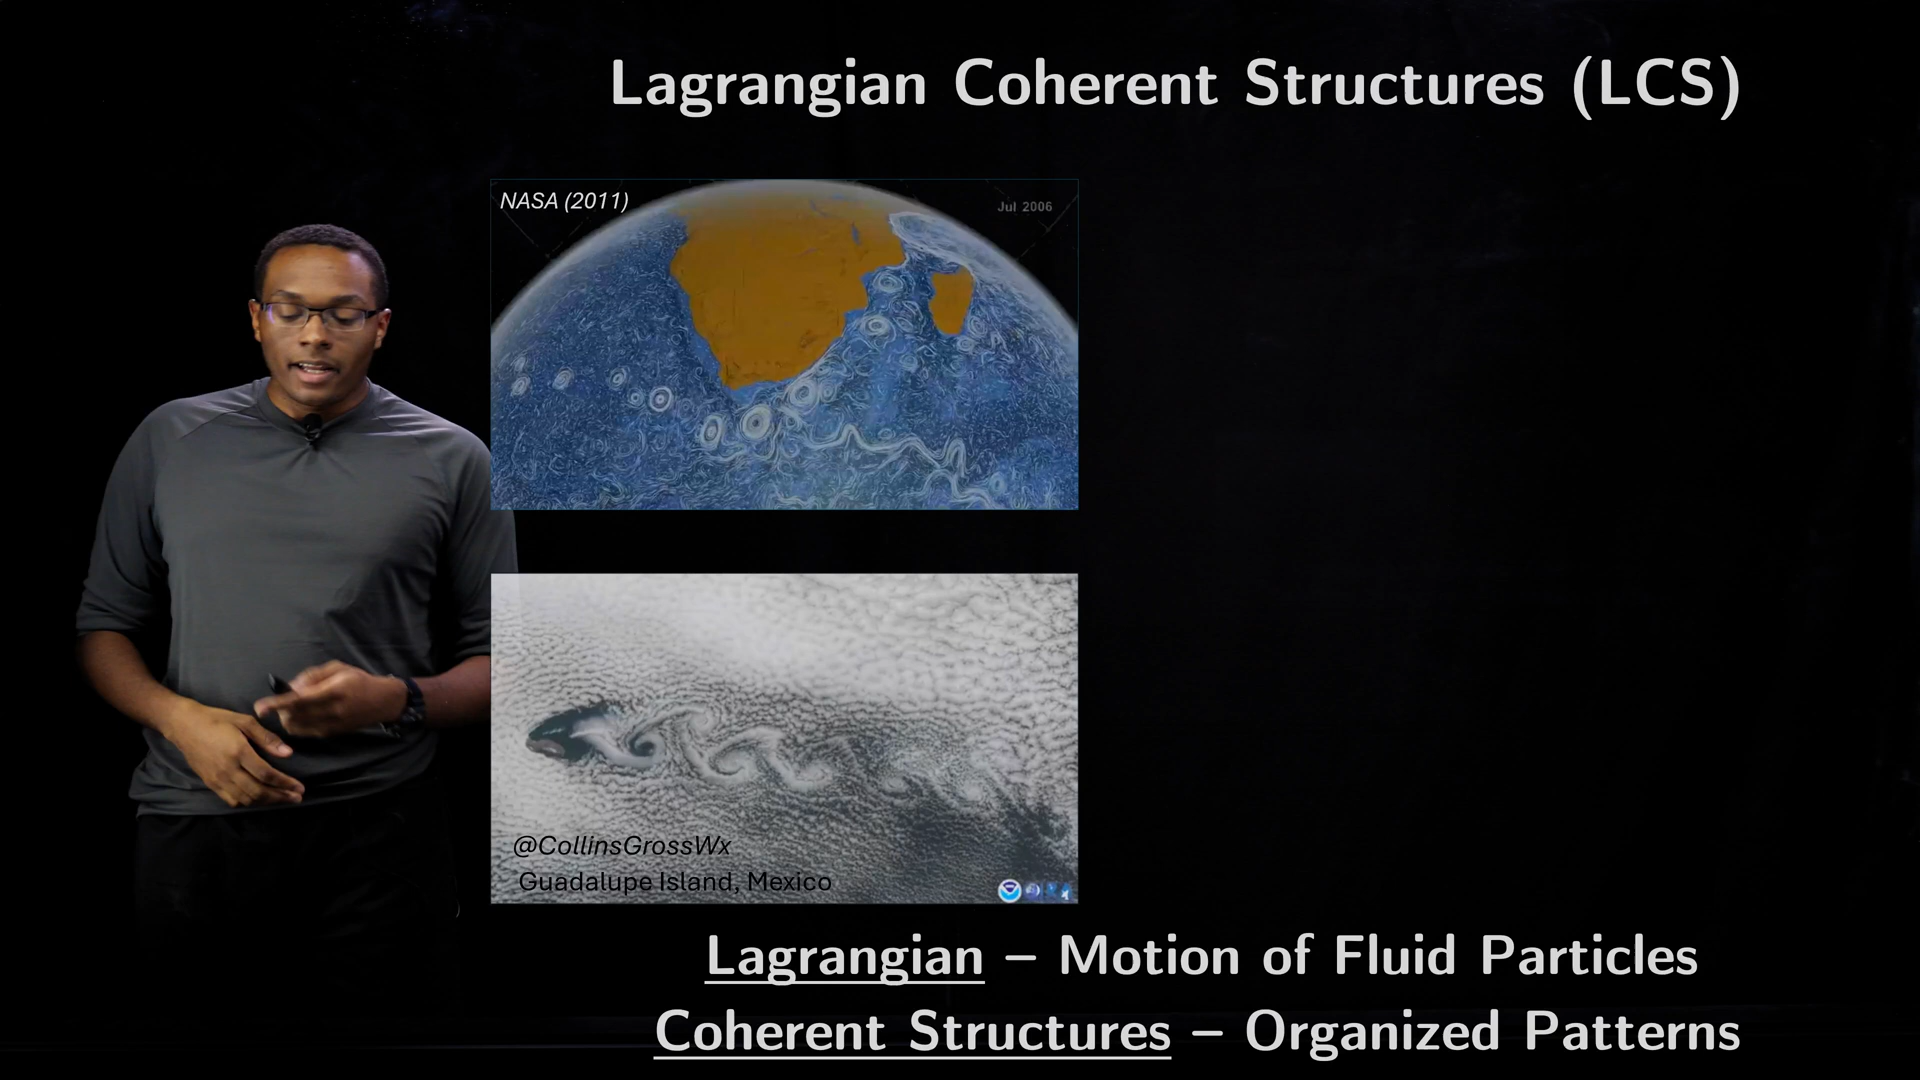 Lagrangian Coherent Structures (LCS)
NASA (2011)
Jul 2006
@CollinsGrossWx
Guadalupe Island, Mexico
Lagrangian – Motion of Fluid Particles
Coherent Structures – Organized Patterns